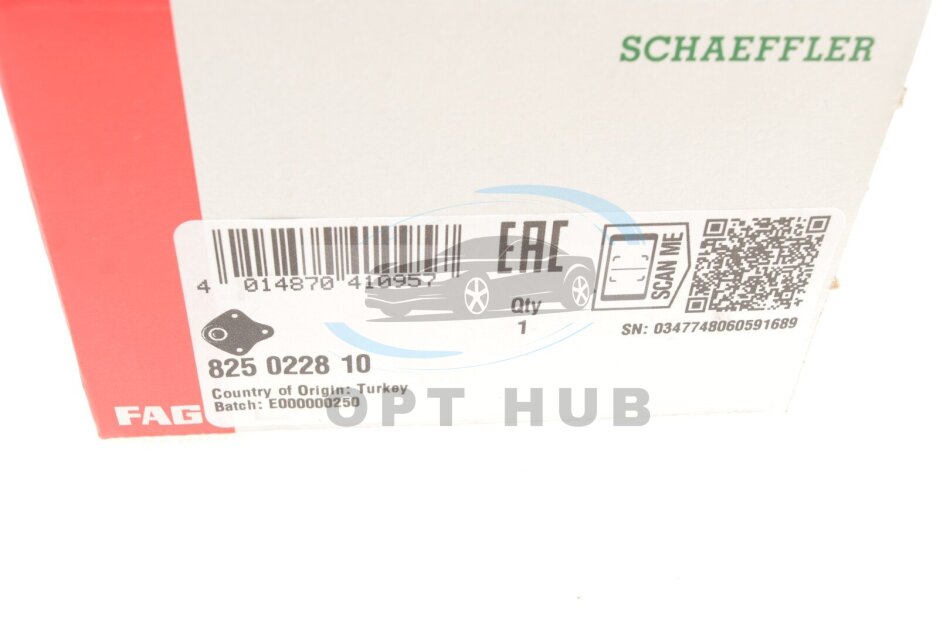 SCHAEFFLER
4 014870 410957
EAC
Qty
1
SCAN ME
SN: 0347748060591689
825 0228 10
Country of Origin: Turkey
Batch: E000000250
FAG
OPT HUB